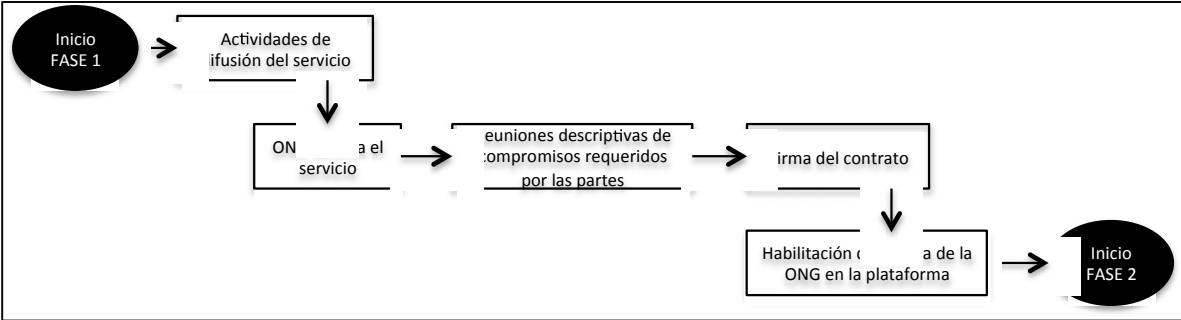 Inicio
FASE 1
Actividades de
ifusión del servicio
ON a el
servicio
euniones descriptivas de
compromisos requeridos
por las partes
irma del contrato
Habilitación a de la
ONG en la plataforma
Inicio
FASE 2